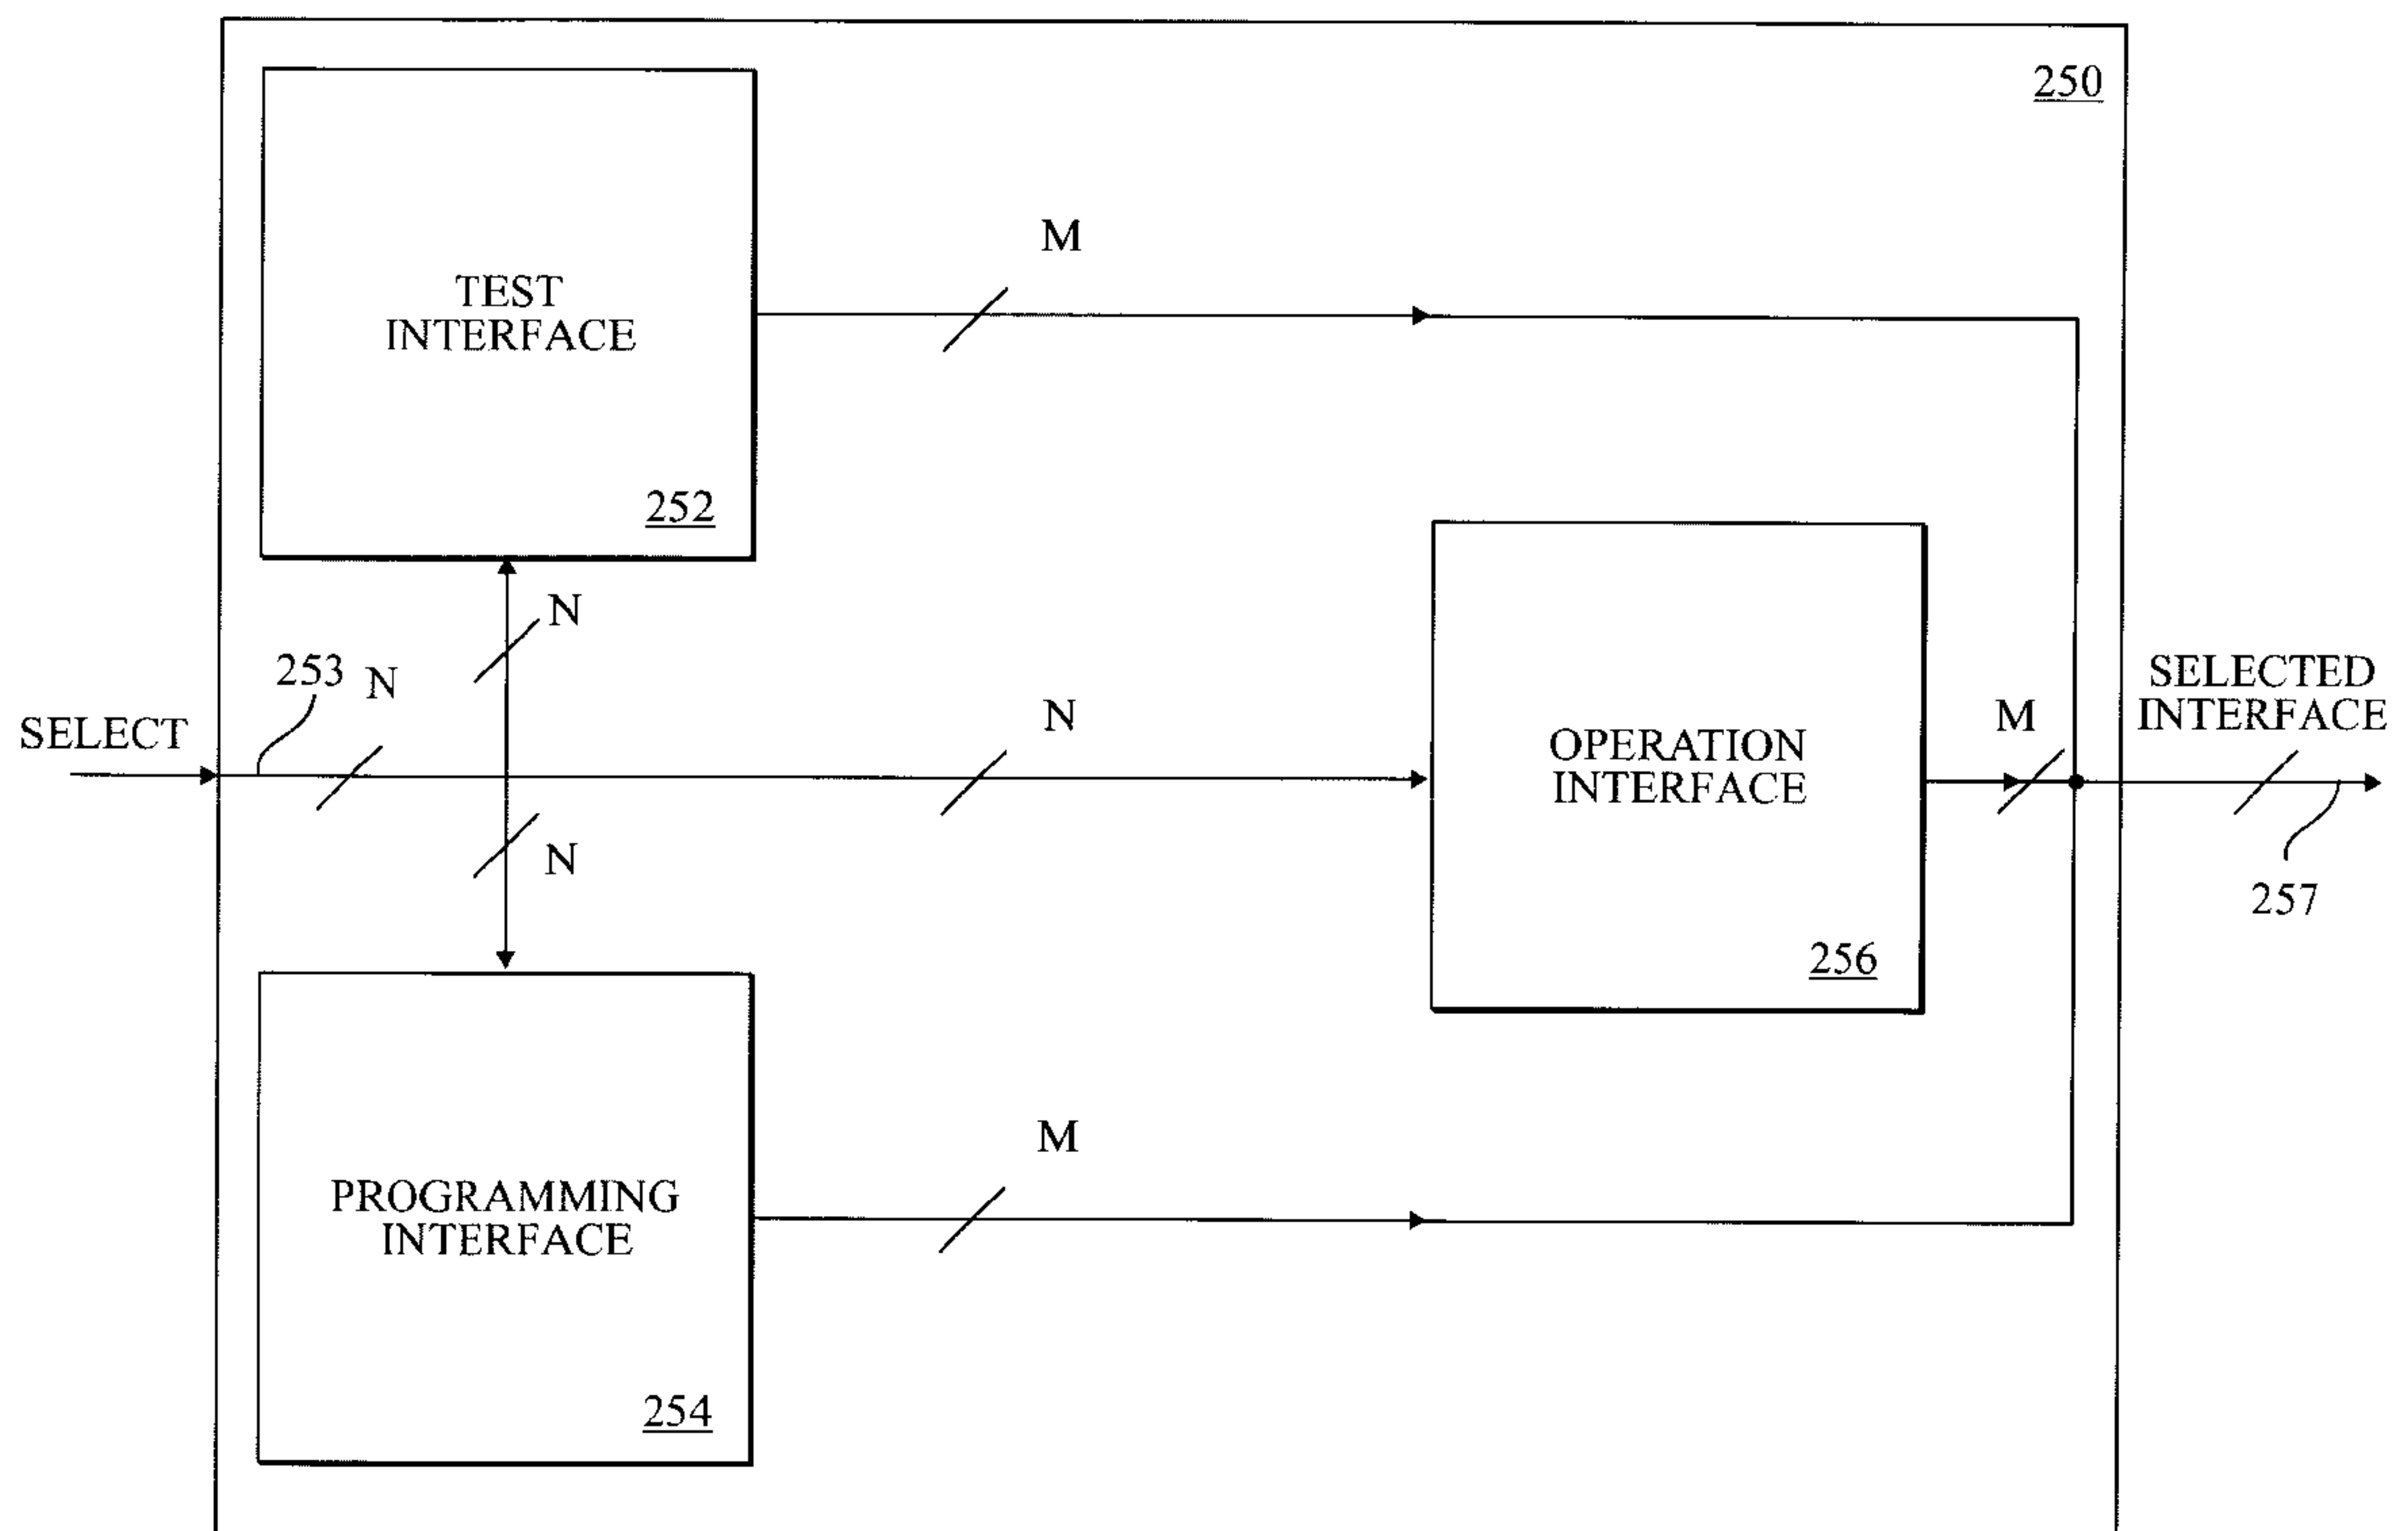 250
M
TEST
INTERFACE
252
N
253
N
SELECT
N
N
OPERATION
INTERFACE
256
M
SELECTED
INTERFACE
257
M
PROGRAMMING
INTERFACE
254